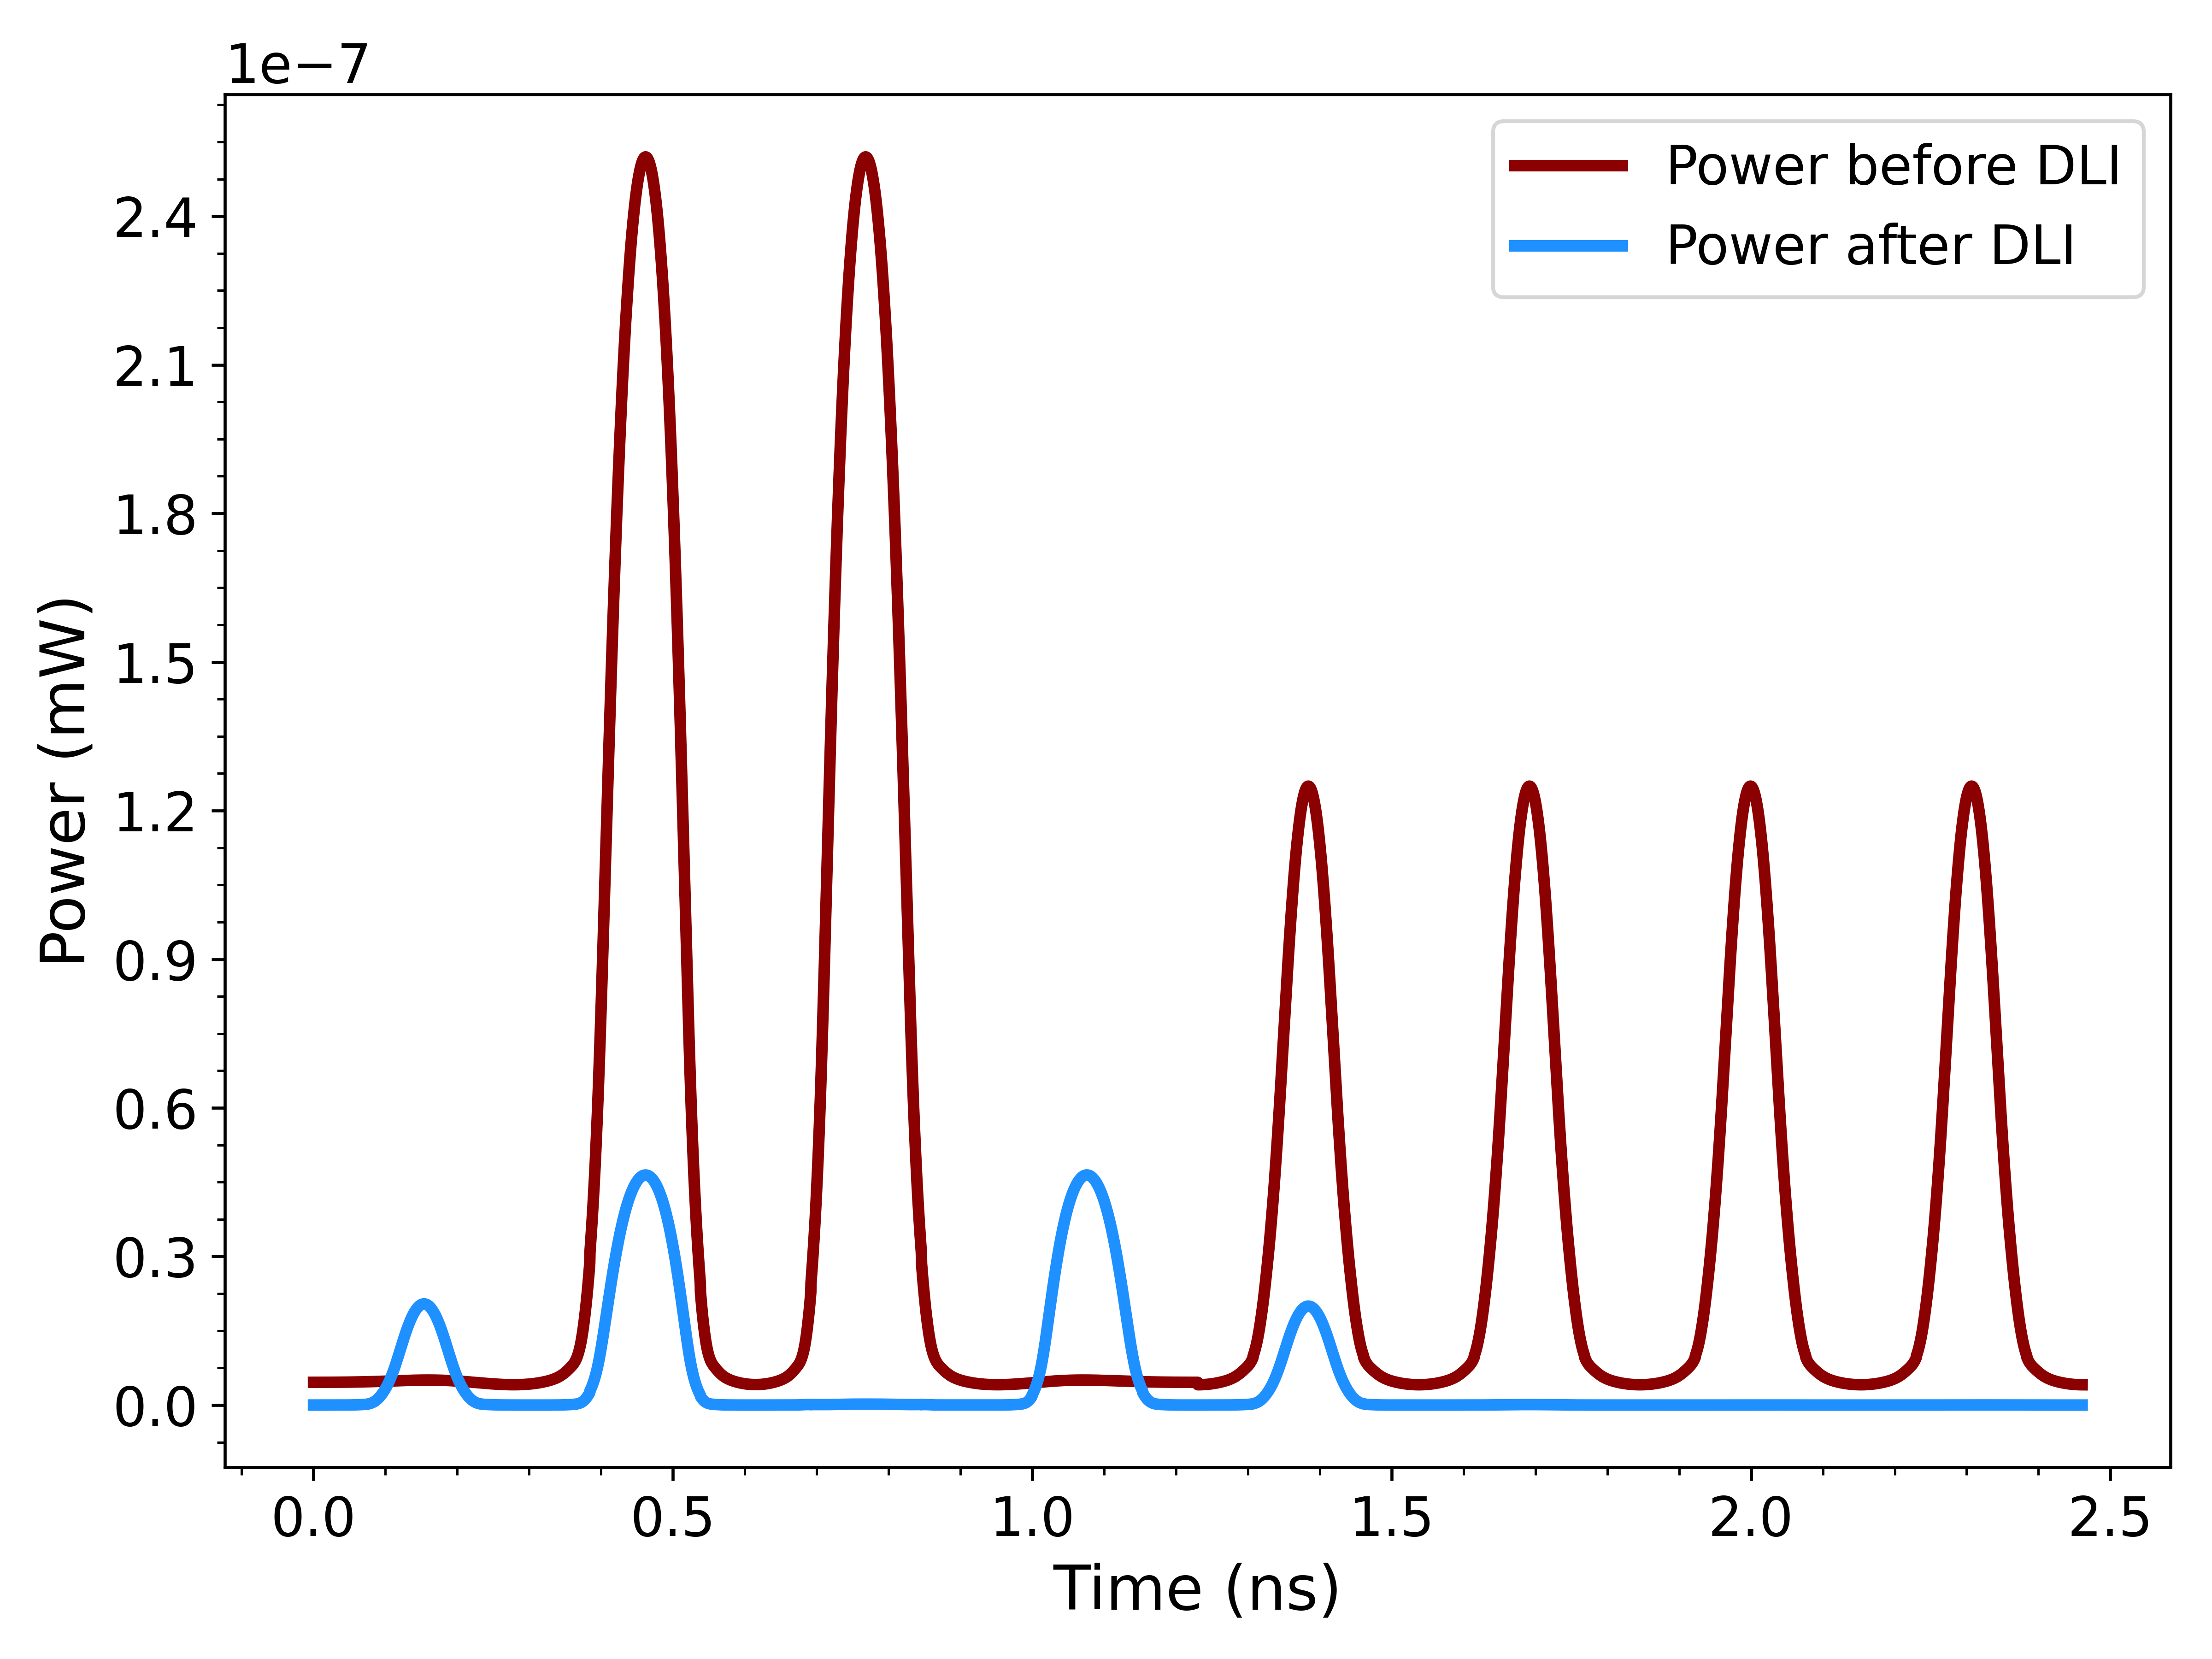 1e−7
Power before DLI
Power after DLI
2.4
2.1
1.8
1.5
1.2
0.9
0.6
0.3
0.0
Power (mW)
0.0 0.5 1.0 1.5 2.0 2.5
Time (ns)